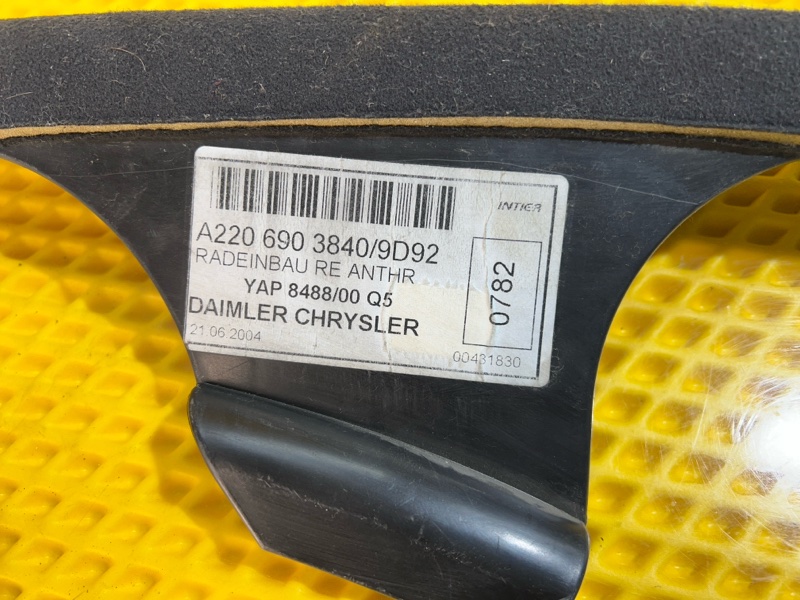 INTIER
A220 690 3840/9D92
RADEINBAU RE ANTHR
YAP 8488/00 Q5
DAIMLER CHRYSLER
21.06.2004
0782
00431830